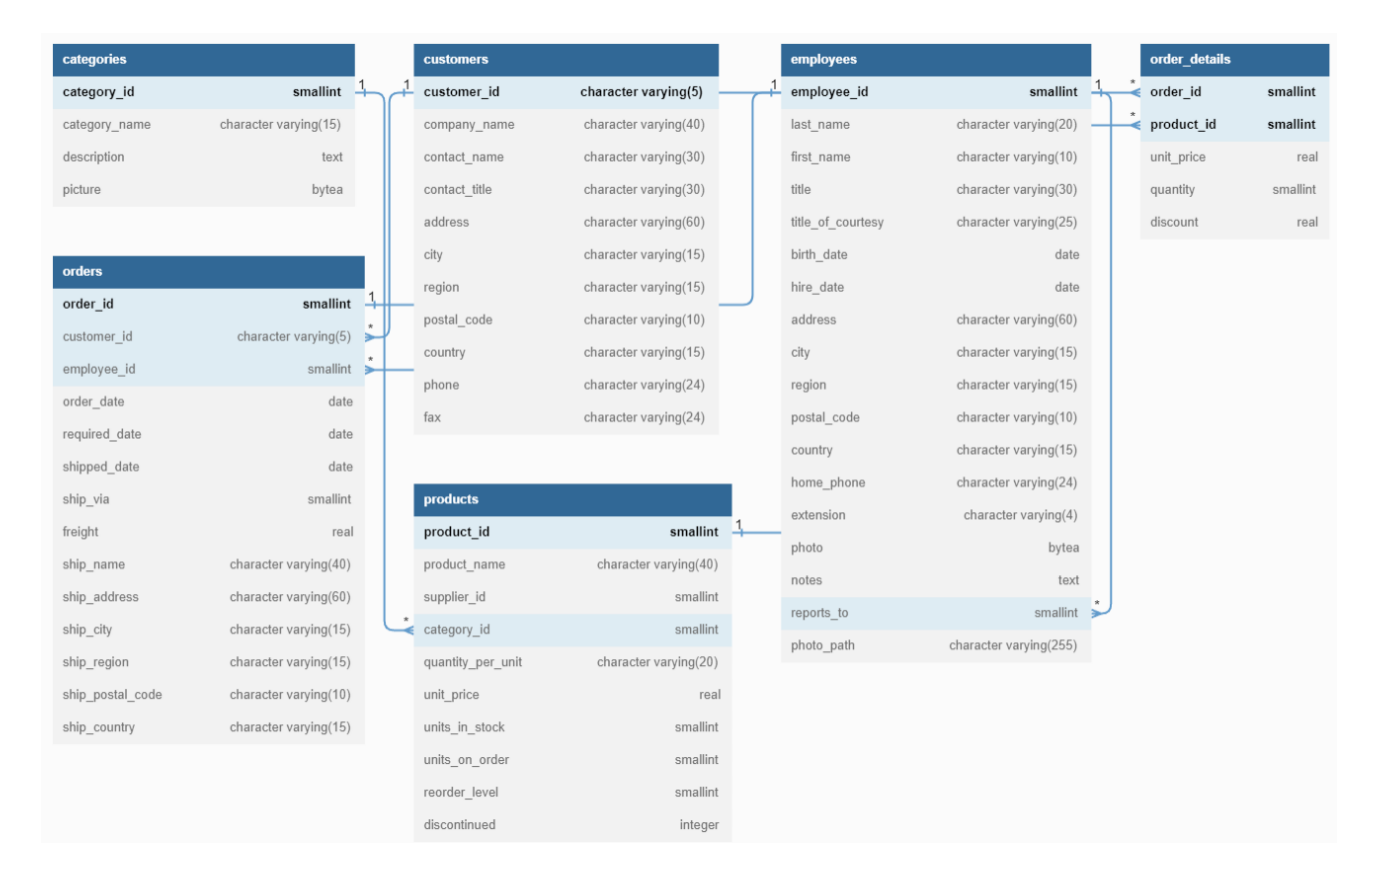 categories
category_id smallint
category_name character varying(15)
description text
picture bytea
orders
order_id smallint
customer_id character varying(5)
employee_id smallint
order_date date
required_date date
shipped_date date
ship_via smallint
freight real
ship_name character varying(40)
ship_address character varying(60)
ship_city character varying(15)
ship_region character varying(15)
ship_postal_code character varying(10)
ship_country character varying(15)
1
1
*
*
1
customers
customer_id character varying(5)
company_name character varying(40)
contact_name character varying(30)
contact_title character varying(30)
address character varying(60)
city character varying(15)
region character varying(15)
postal_code character varying(10)
country character varying(15)
phone character varying(24)
fax character varying(24)
*
products
product_id smallint
product_name character varying(40)
supplier_id smallint
category_id smallint
quantity_per_unit character varying(20)
unit_price real
units_in_stock smallint
units_on_order smallint
reorder_level smallint
discontinued integer
1
1
employees
employee_id smallint
last_name character varying(20)
first_name character varying(10)
title character varying(30)
title_of_courtesy character varying(25)
birth_date date
hire_date date
address character varying(60)
city character varying(15)
region character varying(15)
postal_code character varying(10)
country character varying(15)
home_phone character varying(24)
extension character varying(4)
photo bytea
notes text
reports_to smallint
photo_path character varying(255)
1
*
*
*
order_details
order_id smallint
product_id smallint
unit_price real
quantity smallint
discount real